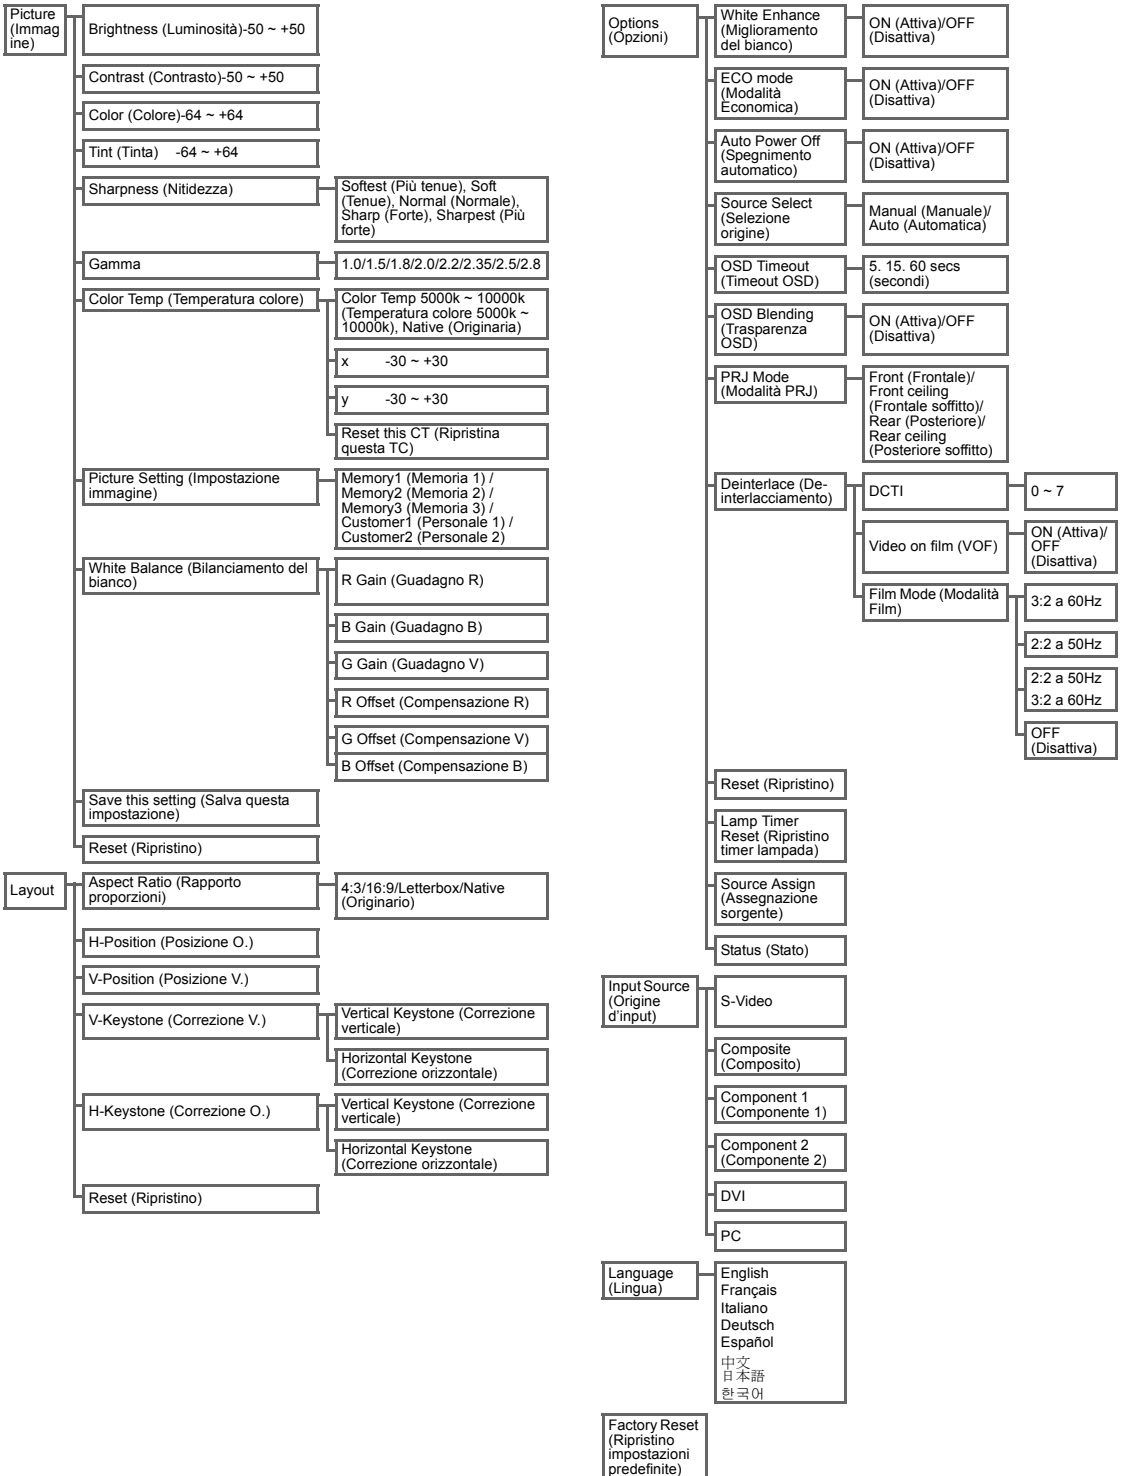 Picture
(Immag
ine)
Brightness (Luminosità)-50 ~ +50
Contrast (Contrasto)-50 ~ +50
Color (Colore)-64 ~ +64
Tint (Tinta) -64 ~ +64
Sharpness (Nitidezza)
Softest (Più tenue), Soft
(Tenue), Normal (Normale),
Sharp (Forte), Sharpest (Più
forte)
Gamma
1.0/1.5/1.8/2.0/2.2/2.35/2.5/2.8
Color Temp (Temperatura colore)
Color Temp 5000k ~ 10000k
(Temperatura colore 5000k ~
10000k), Native (Originaria)
x -30 ~ +30
y -30 ~ +30
Reset this CT (Ripristina
questa TC)
Picture Setting (Impostazione
immagine)
Memory1 (Memoria 1) /
Memory2 (Memoria 2) /
Memory3 (Memoria 3) /
Customer1 (Personale 1) /
Customer2 (Personale 2)
White Balance (Bilanciamento del
bianco)
R Gain (Guadagno R)
B Gain (Guadagno B)
G Gain (Guadagno V)
R Offset (Compensazione R)
G Offset (Compensazione V)
B Offset (Compensazione B)
Save this setting (Salva questa
impostazione)
Reset (Ripristino)
Layout
Aspect Ratio (Rapporto
proporzioni)
4:3/16:9/Letterbox/Native
(Originario)
H-Position (Posizione O.)
V-Position (Posizione V.)
V-Keystone (Correzione V.)
Vertical Keystone (Correzione
verticale)
Horizontal Keystone
(Correzione orizzontale)
H-Keystone (Correzione O.)
Vertical Keystone (Correzione
verticale)
Horizontal Keystone
(Correzione orizzontale)
Reset (Ripristino)
Options
(Opzioni)
White Enhance
(Miglioramento
del bianco)
ON (Attiva)/OFF
(Disattiva)
ECO mode
(Modalità
Economica)
ON (Attiva)/OFF
(Disattiva)
Auto Power Off
(Spegnimento
automatico)
ON (Attiva)/OFF
(Disattiva)
Source Select
(Selezione
origine)
Manual (Manuale)/
Auto (Automatica)
OSD Timeout
(Timeout OSD)
5. 15. 60 secs
(secondi)
OSD Blending
(Trasparenza
OSD)
ON (Attiva)/OFF
(Disattiva)
PRJ Mode
(Modalità PRJ)
Front (Frontale)/
Front ceiling
(Frontale soffitto)/
Rear (Posteriore)/
Rear ceiling
(Posteriore soffitto)
Deinterlace (De-
interlacciamento)
DCTI
0 ~ 7
Video on film (VOF)
ON (Attiva)/
OFF
(Disattiva)
Film Mode (Modalità
Film)
3:2 a 60Hz
2:2 a 50Hz
2:2 a 50Hz
3:2 a 60Hz
OFF
(Disattiva)
Reset (Ripristino)
Lamp Timer
Reset (Ripristino
timer lampada)
Source Assign
(Assegnazione
sorgente)
Status (Stato)
Input Source
(Origine
d'input)
S-Video
Composite
(Composito)
Component 1
(Componente 1)
Component 2
(Componente 2)
DVI
PC
Language
(Lingua)
English
Français
Italiano
Deutsch
Español
中文
日本語
한국어
Factory Reset
(Ripristino
impostazioni
predefinite)